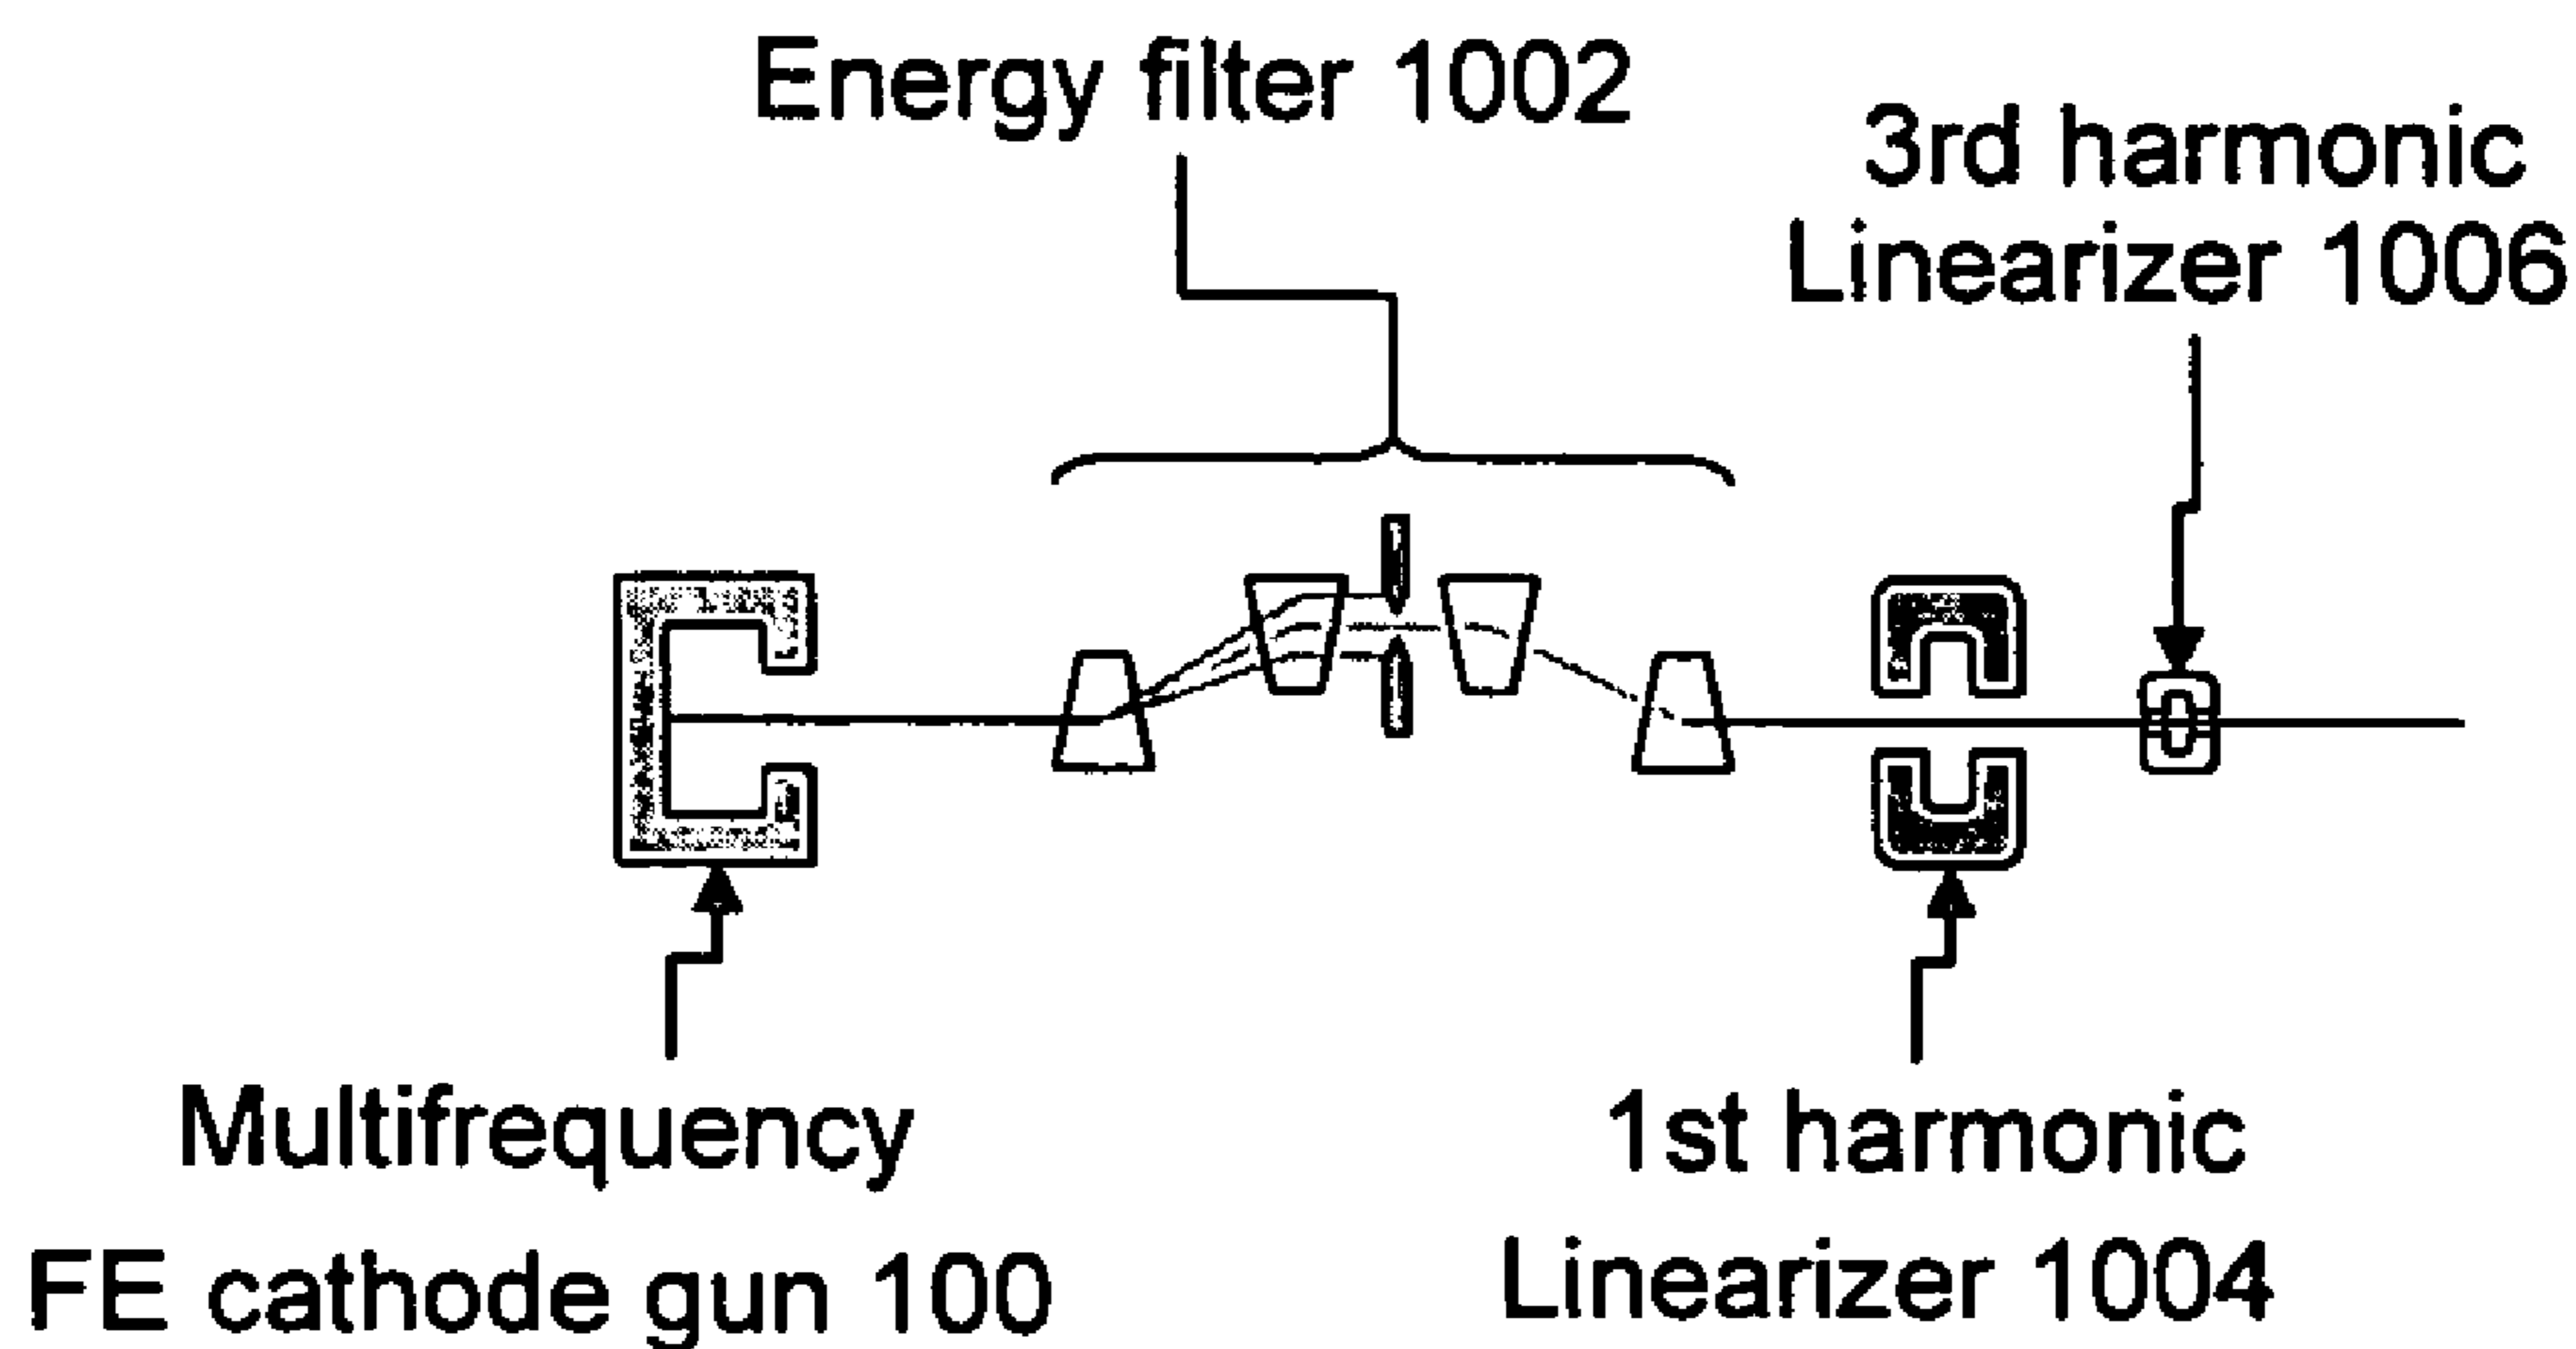 Energy filter 1002
3rd harmonic
Linearizer 1006
Multifrequency
FE cathode gun 100
1st harmonic
Linearizer 1004